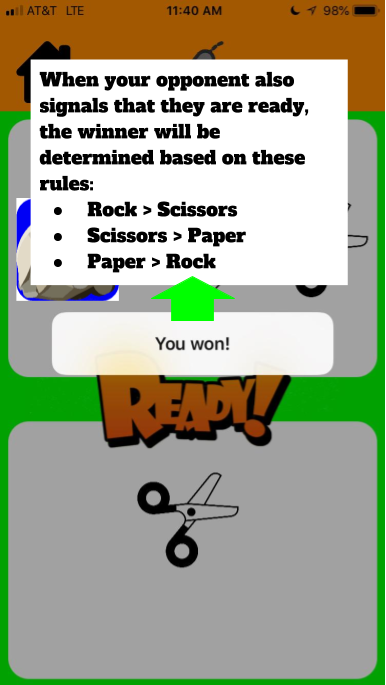 AT&T LTE 11:40 AM 98%
When your opponent also
signals that they are ready,
the winner will be
determined based on these
rules:
● Rock > Scissors
● Scissors > Paper
● Paper > Rock
You won!
READY!